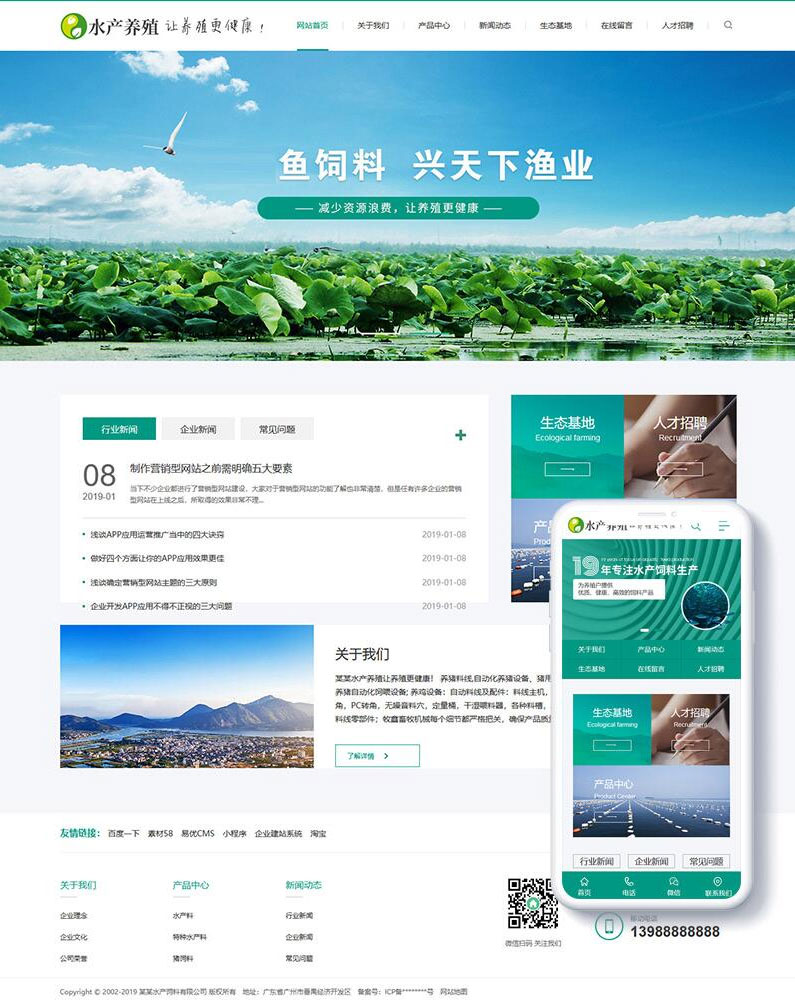 水产养殖 让养殖更健康！
网站首页 关于我们 产品中心 新闻动态 生态基地 在线留言 人才招聘
鱼饲料 兴天下渔业
减少资源浪费，让养殖更健康
行业新闻 企业新闻 常见问题
08
2019-01
制作营销型网站之前需明确五大要素
当下不少企业都进行了营销型网站建设，大家对于营销型网站的功能了解也非常清楚，但是任有许多企业的营销
型网站在上线之后，所取得的效果非常不理...
浅谈APP应用运营推广当中的四大诀窍 2019-01-08
做好四个方面让你的APP应用效果更佳 2019-01-08
浅谈确定营销型网站主题的三大原则 2019-01-08
企业开发APP应用不得不正视的三大问题 2019-01-08
生态基地
Ecological farming
人才招聘
Recruitment
关于我们
某某水产养殖让养殖更健康！ 养猪料线,自动化养猪设备、猪用
养猪自动化饲喂设备; 养鸡设备：自动料线及配件：料线主机，
角，PC转角，无噪音料六，定量桶，干湿喂料器，各种料槽，
料线零部件；牧鑫畜牧机械每个细节都严格把关，确保产品质
了解详情
水产养殖 让养殖更健康！
19年专注水产饲料生产
为养殖户提供
优质、健康、高效的饲料产品
关于我们 产品中心 新闻动态
生态基地 在线留言 人才招聘
生态基地
Ecological farming
人才招聘
Recruitment
产品中心
Product Center
行业新闻 企业新闻 常见问题
首页 电话 微信 联系我们
友情链接： 百度一下 素材58 易优CMS 小程序 企业建站系统 淘宝
关于我们
企业理念
企业文化
公司荣誉
产品中心
水产料
特种水产料
猪饲料
新闻动态
行业新闻
企业新闻
常见问题
微信扫码 关注我们
移动电话
13988888888
Copyright © 2002-2019 某某水产饲料有限公司 版权所有 地址：广东省广州市番禺经济开发区 备案号：ICP备********号 网站地图